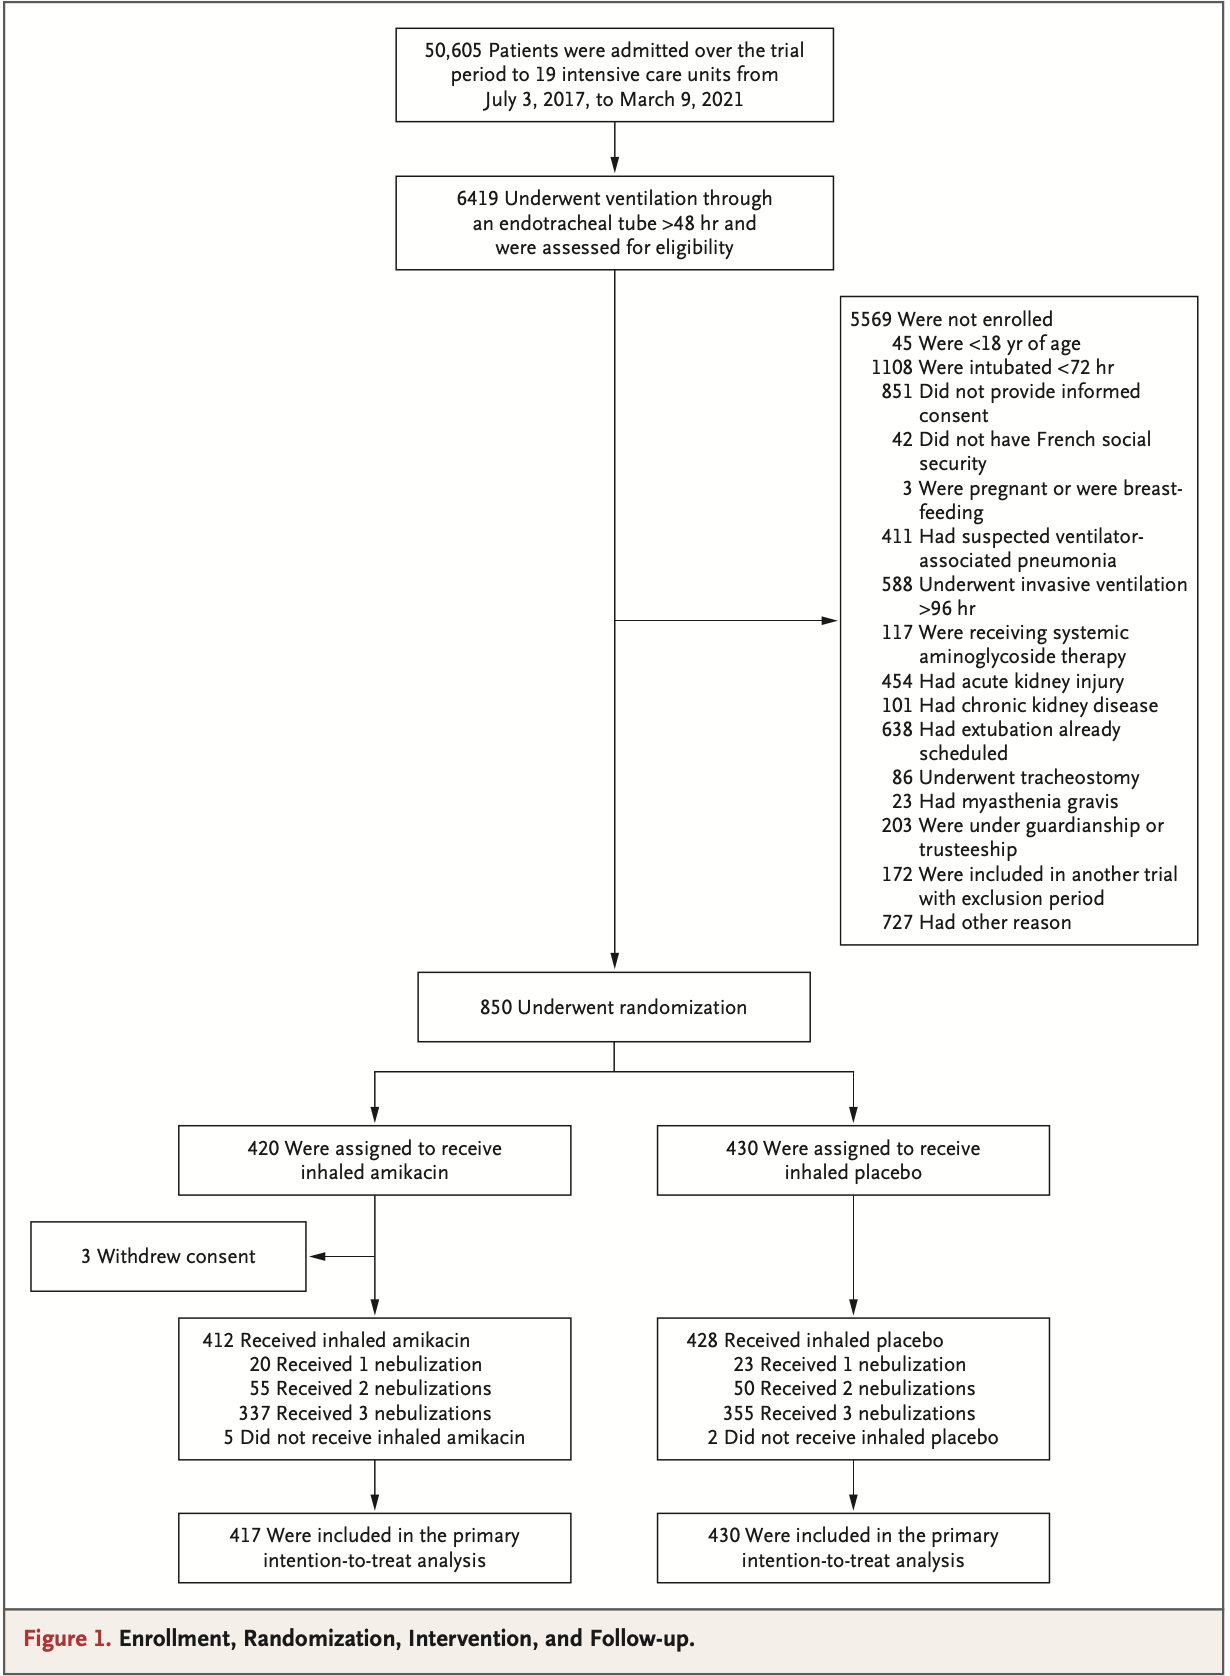 50,605 Patients were admitted over the trial
period to 19 intensive care units from
July 3, 2017, to March 9, 2021
6419 Underwent ventilation through
an endotracheal tube >48 hr and
were assessed for eligibility
5569 Were not enrolled
45 Were <18 yr of age
1108 Were intubated <72 hr
851 Did not provide informed
consent
42 Did not have French social
security
3 Were pregnant or were breast-
feeding
411 Had suspected ventilator-
associated pneumonia
588 Underwent invasive ventilation
>96 hr
117 Were receiving systemic
aminoglycoside therapy
454 Had acute kidney injury
101 Had chronic kidney disease
638 Had extubation already
scheduled
86 Underwent tracheostomy
23 Had myasthenia gravis
203 Were under guardianship or
trusteeship
172 Were included in another trial
with exclusion period
727 Had other reason
850 Underwent randomization
420 Were assigned to receive
inhaled amikacin
430 Were assigned to receive
inhaled placebo
3 Withdrew consent
412 Received inhaled amikacin
20 Received 1 nebulization
55 Received 2 nebulizations
337 Received 3 nebulizations
5 Did not receive inhaled amikacin
428 Received inhaled placebo
23 Received 1 nebulization
50 Received 2 nebulizations
355 Received 3 nebulizations
2 Did not receive inhaled placebo
417 Were included in the primary
intention-to-treat analysis
430 Were included in the primary
intention-to-treat analysis
Figure 1. Enrollment, Randomization, Intervention, and Follow-up.